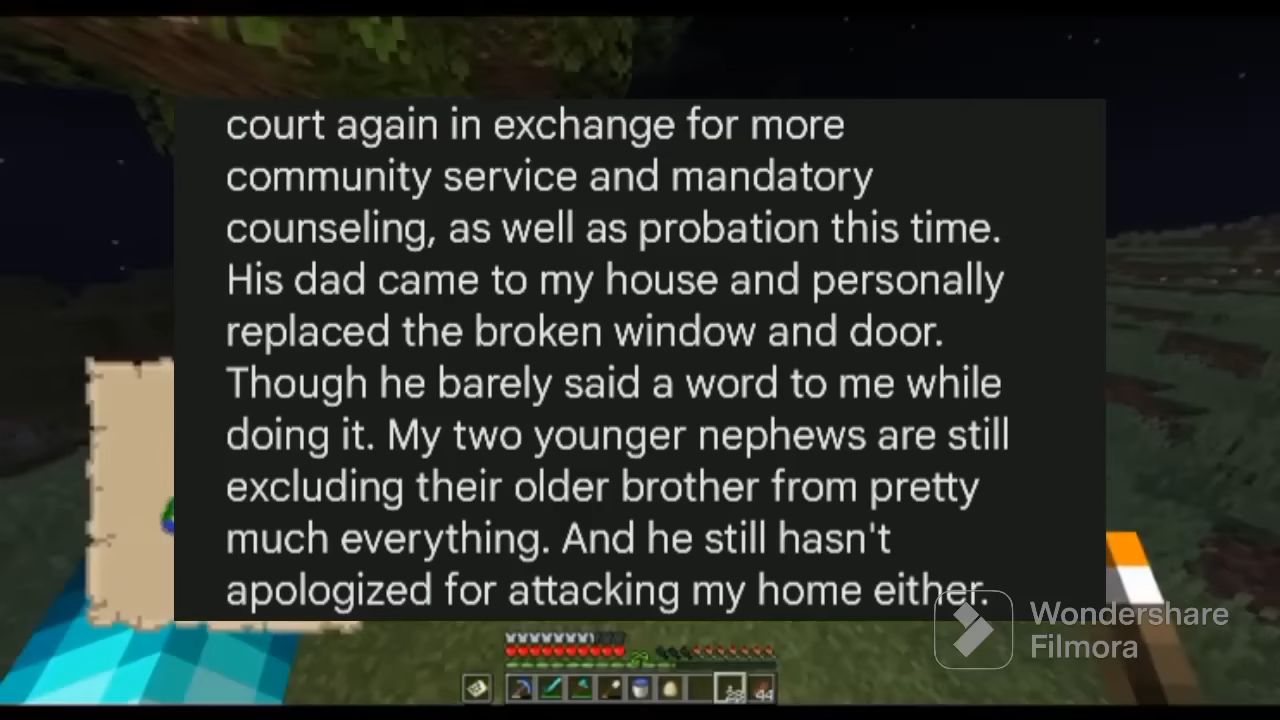 court again in exchange for more
community service and mandatory
counseling, as well as probation this time.
His dad came to my house and personally
replaced the broken window and door.
Though he barely said a word to me while
doing it. My two younger nephews are still
excluding their older brother from pretty
much everything. And he still hasn't
apologized for attacking my home either.
Wondershare
Filmora
28 44